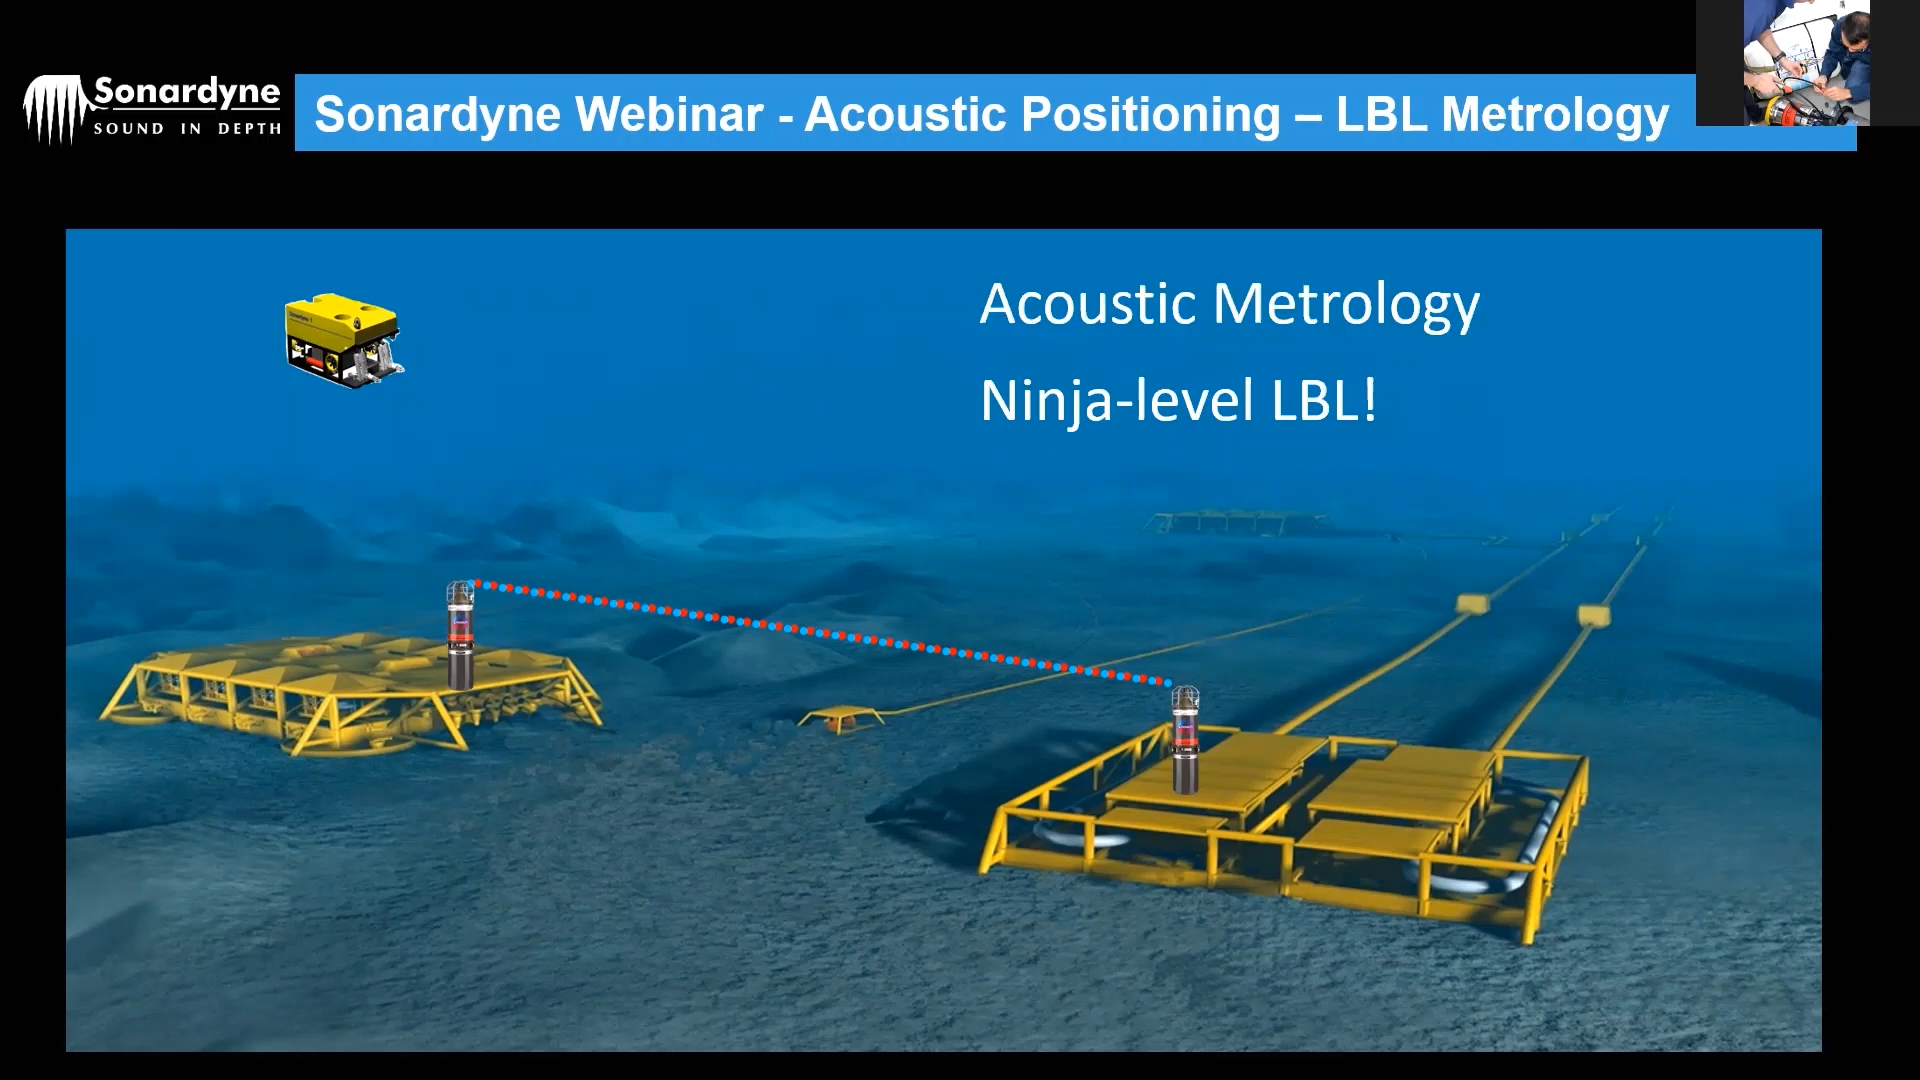 Sonardyne
SOUND IN DEPTH
Sonardyne Webinar - Acoustic Positioning – LBL Metrology
Acoustic Metrology
Ninja-level LBL!